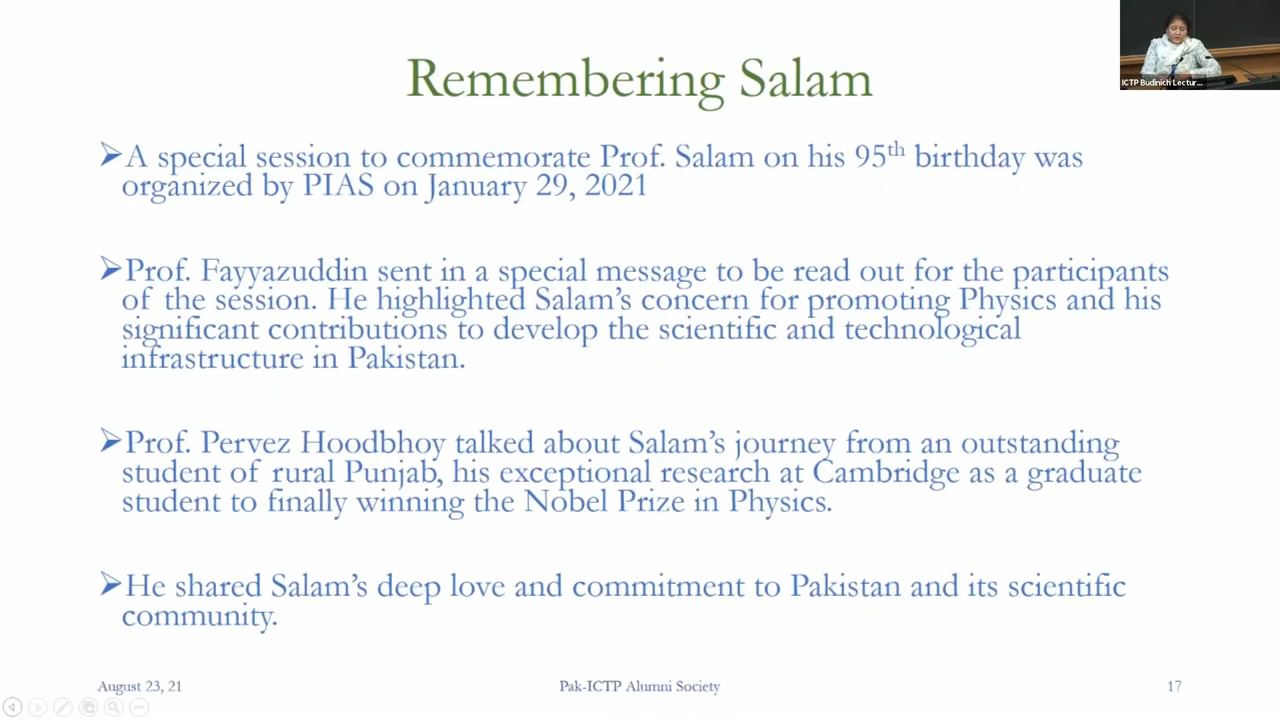 ICTP Budinich Lectur...
Remembering Salam
➢A special session to commemorate Prof. Salam on his 95th birthday was
organized by PIAS on January 29, 2021
➢Prof. Fayyazuddin sent in a special message to be read out for the participants
of the session. He highlighted Salam’s concern for promoting Physics and his
significant contributions to develop the scientific and technological
infrastructure in Pakistan.
➢Prof. Pervez Hoodbhoy talked about Salam’s journey from an outstanding
student of rural Punjab, his exceptional research at Cambridge as a graduate
student to finally winning the Nobel Prize in Physics.
➢He shared Salam’s deep love and commitment to Pakistan and its scientific
community.
August 23, 21
Pak-ICTP Alumni Society
17